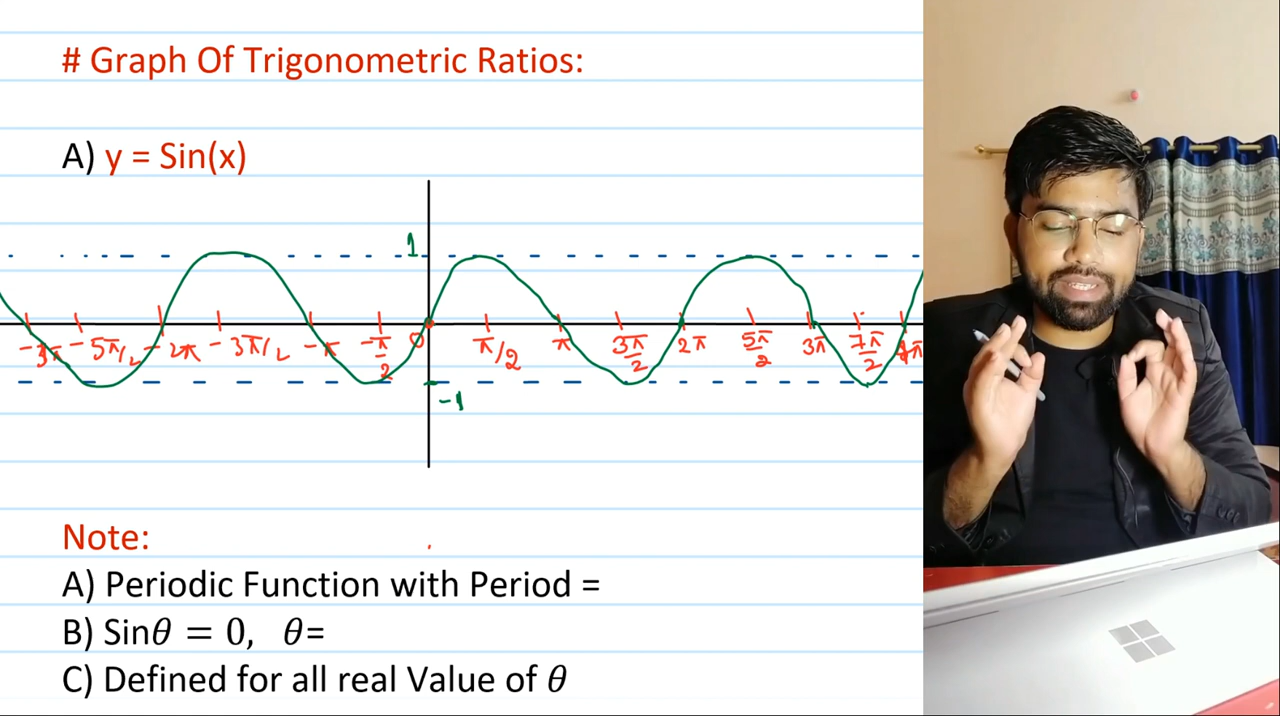 # Graph Of Trigonometric Ratios:
A) y = Sin(x)
1
-3π -5π/2 -2π -3π/2 -π -π/2 0 π/2 π 3π/2 2π 5π/2 3π 7π/2
-1
Note:
A) Periodic Function with Period =
B) Sinθ = 0, θ=
C) Defined for all real Value of θ